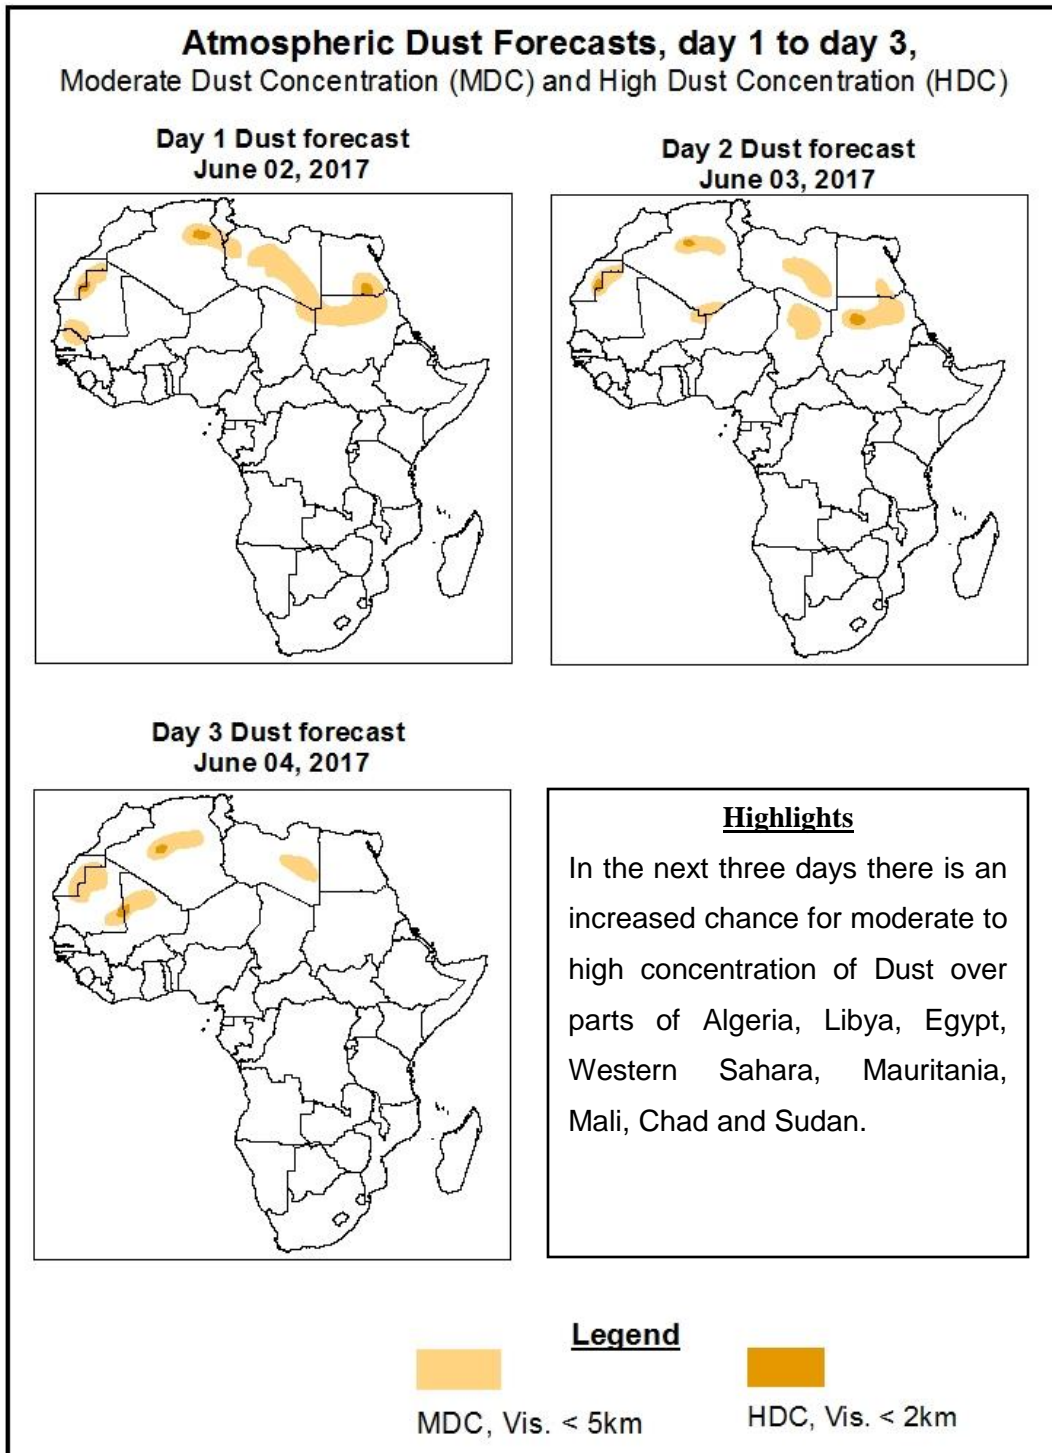 Atmospheric Dust Forecasts, day 1 to day 3,
Moderate Dust Concentration (MDC) and High Dust Concentration (HDC)
Day 1 Dust forecast
June 02, 2017
Day 2 Dust forecast
June 03, 2017
Day 3 Dust forecast
June 04, 2017
Highlights
In the next three days there is an
increased chance for moderate to
high concentration of Dust over
parts of Algeria, Libya, Egypt,
Western Sahara, Mauritania,
Mali, Chad and Sudan.
Legend
MDC, Vis. < 5km
HDC, Vis. < 2km